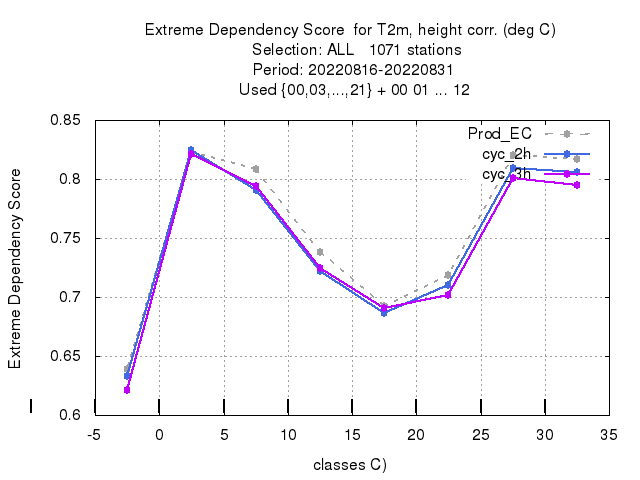 Extreme Dependency Score for T2m, height corr. (deg C)
Selection: ALL 1071 stations
Period: 20220816-20220831
Used {00,03,...,21} + 00 01 ... 12
Extreme Dependency Score
0.85
0.8
0.75
0.7
0.65
0.6
Prod_EC
cyc_2h
cyc_3h
-5 0 5 10 15 20 25 30 35
classes C)